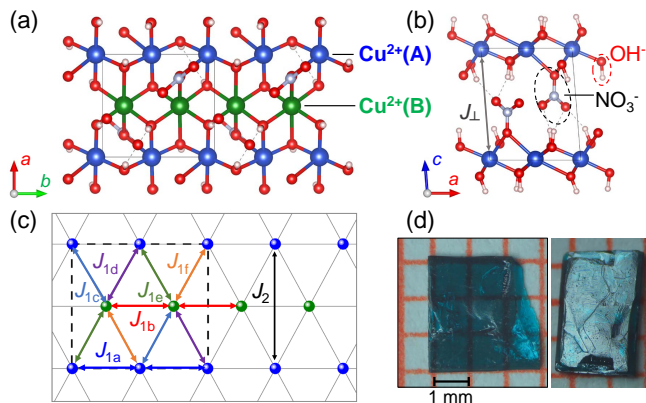 (a)
Cu²⁺(A)
Cu²⁺(B)
a
b
(b)
OH⁻
NO₃⁻
J⊥
c
a
(c)
J₁d
J₁f
J₁c
J₁e
J₂
J₁b
J₁a
(d)
1 mm